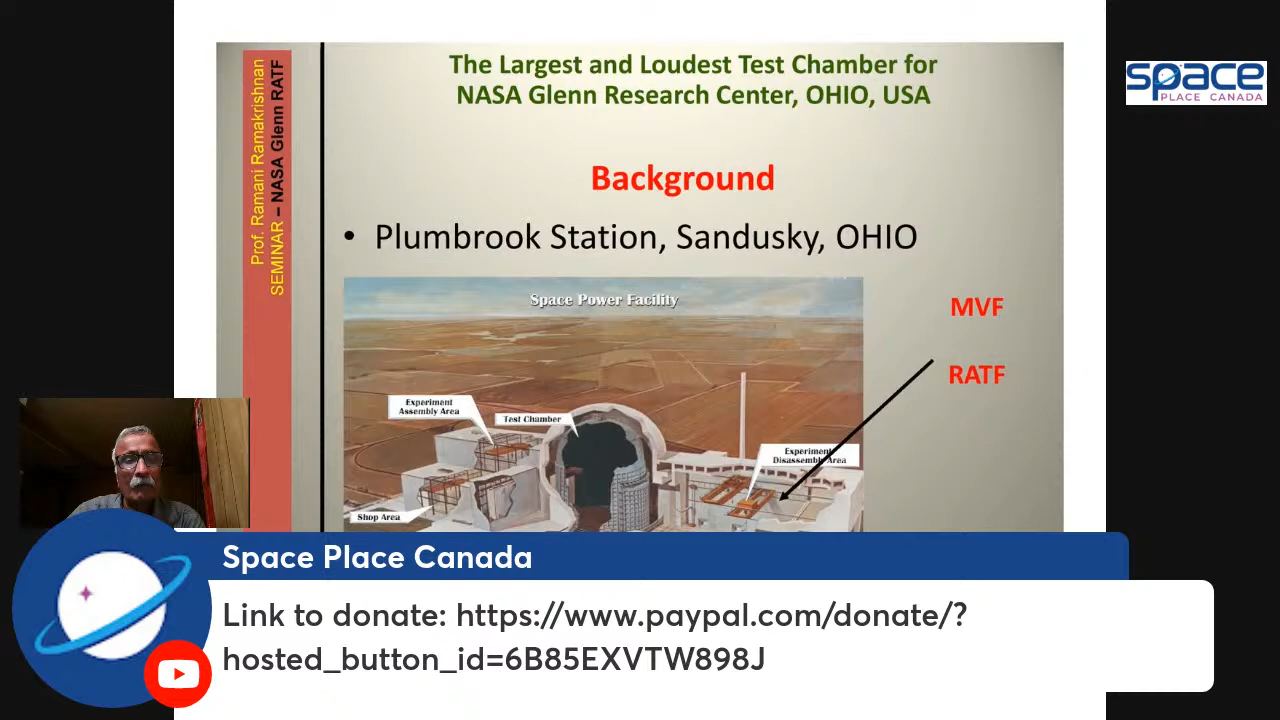 The Largest and Loudest Test Chamber for
NASA Glenn Research Center, OHIO, USA
space
PLACE CANADA
Prof. Ramani Ramakrishnan
SEMINAR – NASA Glenn RATF
Background
• Plumbrook Station, Sandusky, OHIO
Space Power Facility
MVF
RATF
Experiment
Assembly Area
Test Chamber
Experiment
Disassembly Area
Shop Area
Space Place Canada
Link to donate: https://www.paypal.com/donate/?
hosted_button_id=6B85EXVTW898J